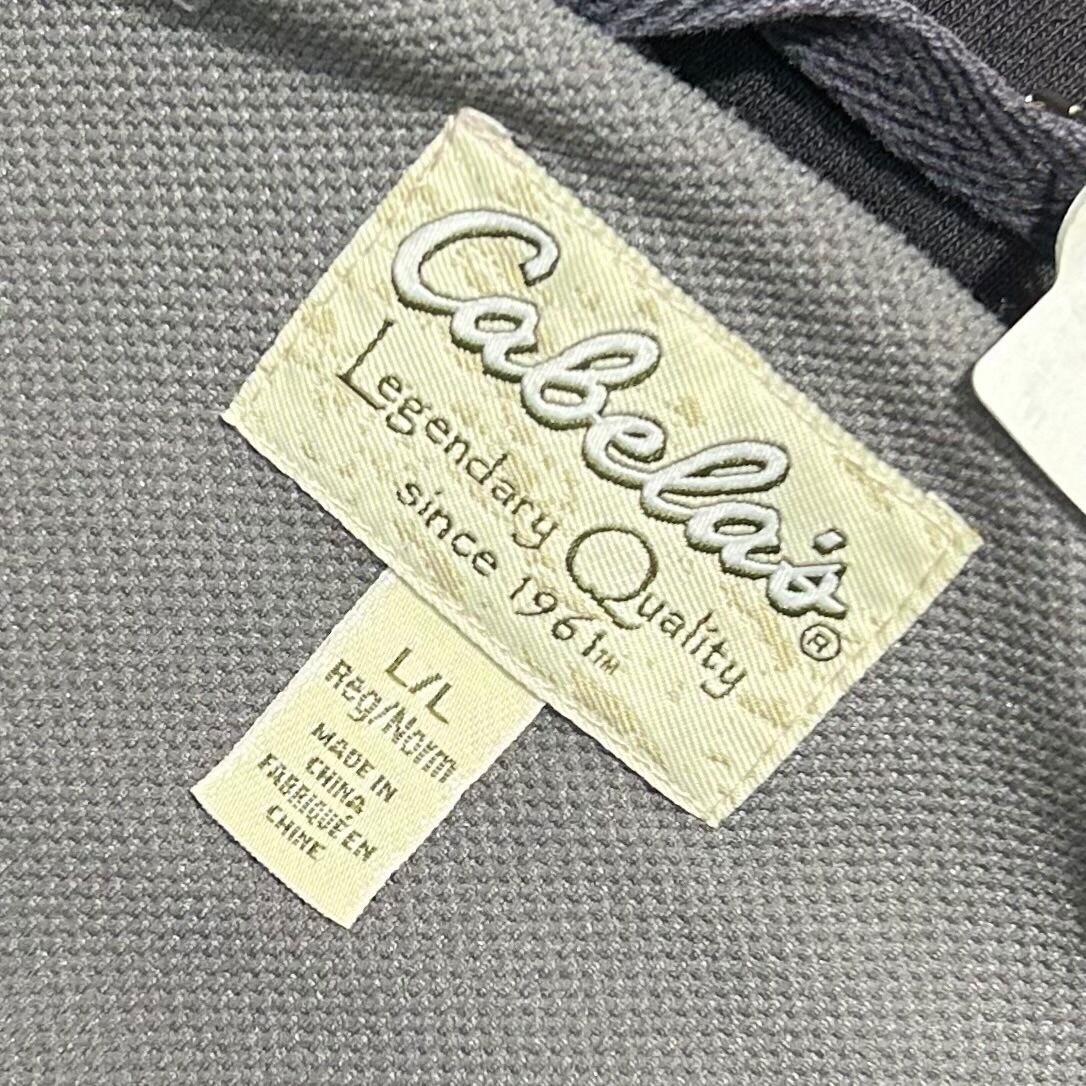 Cabela's®
Legendary Quality
since 1961™
L/L
Reg/Norm
MADE IN
CHINA
FABRIQUÉ EN
CHINE